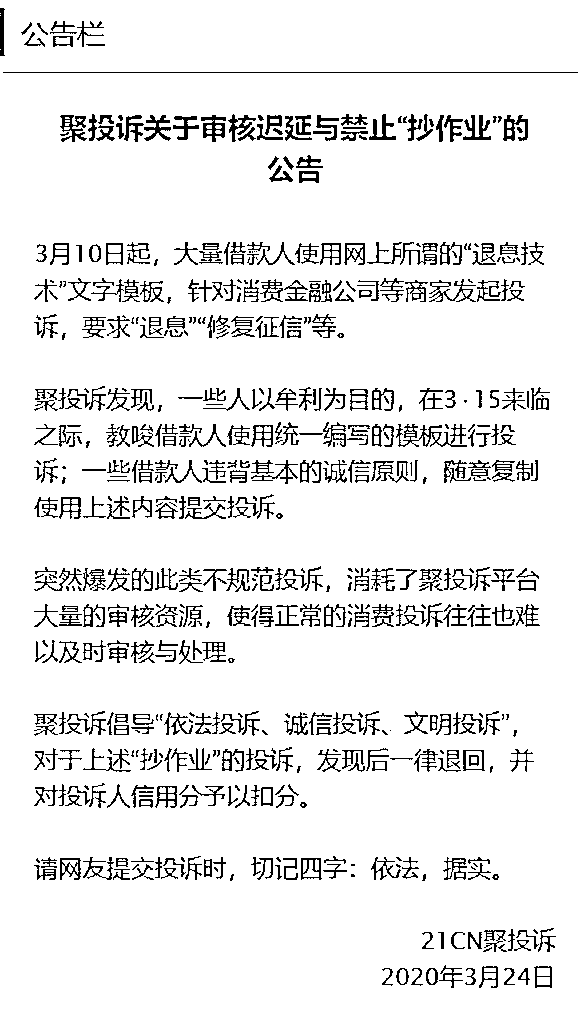 公告栏
聚投诉关于审核迟延与禁止“抄作业”的
公告
3月10日起，大量借款人使用网上所谓的“退息技
术”文字模板，针对消费金融公司等商家发起投
诉，要求“退息”“修复征信”等。
聚投诉发现，一些人以牟利为目的，在3·15来临
之际，教唆借款人使用统一编写的模板进行投
诉；一些借款人违背基本的诚信原则，随意复制
使用上述内容提交投诉。
突然爆发的此类不规范投诉，消耗了聚投诉平台
大量的审核资源，使得正常的消费投诉往往也难
以及时审核与处理。
聚投诉倡导“依法投诉、诚信投诉、文明投诉”，
对于上述“抄作业”的投诉，发现后一律退回，并
对投诉人信用分予以扣分。
请网友提交投诉时，切记四字：依法，据实。
21CN聚投诉
2020年3月24日